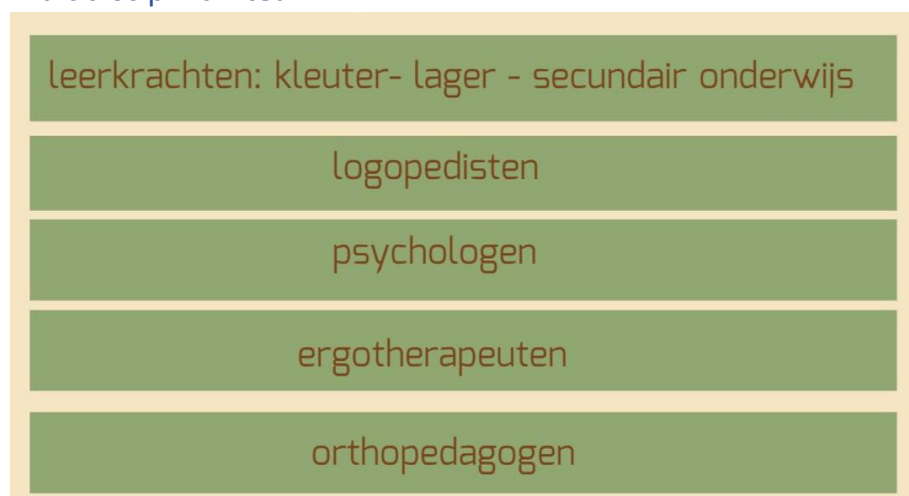 leerkrachten: kleuter- lager - secundair onderwijs
logopedisten
psychologen
ergotherapeuten
orthopedagogen